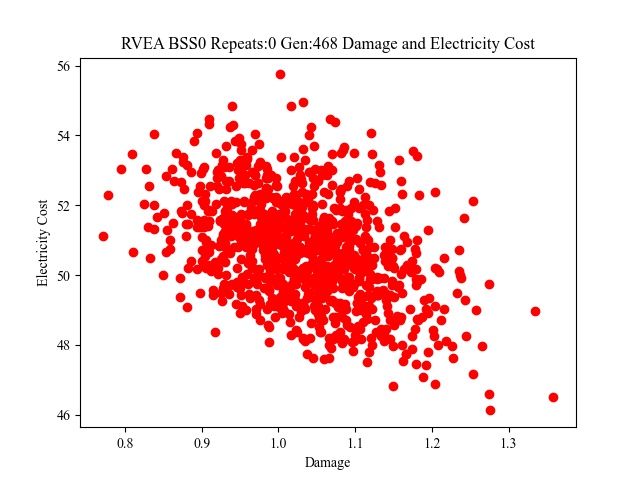 RVEA BSS0 Repeats:0 Gen:468 Damage and Electricity Cost
56
54
52
50
48
46
Electricity Cost
0.8 0.9 1.0 1.1 1.2 1.3
Damage